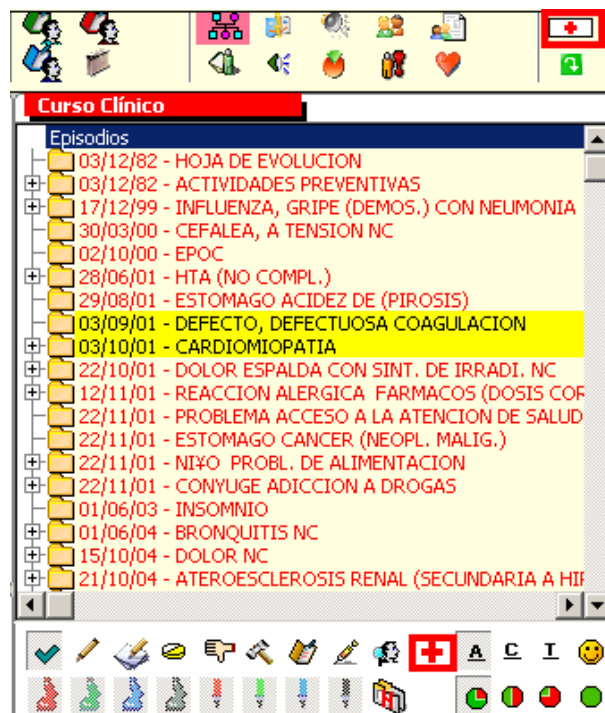 Curso Clínico
Episodios
03/12/82 - HOJA DE EVOLUCION
03/12/82 - ACTIVIDADES PREVENTIVAS
17/12/99 - INFLUENZA, GRIPE (DEMOS.) CON NEUMONIA
30/03/00 - CEFALEA, A TENSION NC
02/10/00 - EPOC
28/06/01 - HTA (NO COMPL.)
29/08/01 - ESTOMAGO ACIDEZ DE (PIROSIS)
03/09/01 - DEFECTO, DEFECTUOSA COAGULACION
03/10/01 - CARDIOMIOPATIA
22/10/01 - DOLOR ESPALDA CON SINT. DE IRRADI. NC
12/11/01 - REACCION ALERGICA  FARMACOS (DOSIS COR
22/11/01 - PROBLEMA ACCESO A LA ATENCION DE SALUD
22/11/01 - ESTOMAGO CANCER (NEOPL. MALIG.)
22/11/01 - NI¥O  PROBL. DE ALIMENTACION
22/11/01 - CONYUGE ADICCION A DROGAS
01/06/03 - INSOMNIO
01/06/04 - BRONQUITIS NC
15/10/04 - DOLOR NC
21/10/04 - ATEROESCLEROSIS RENAL (SECUNDARIA A HIP
A C T